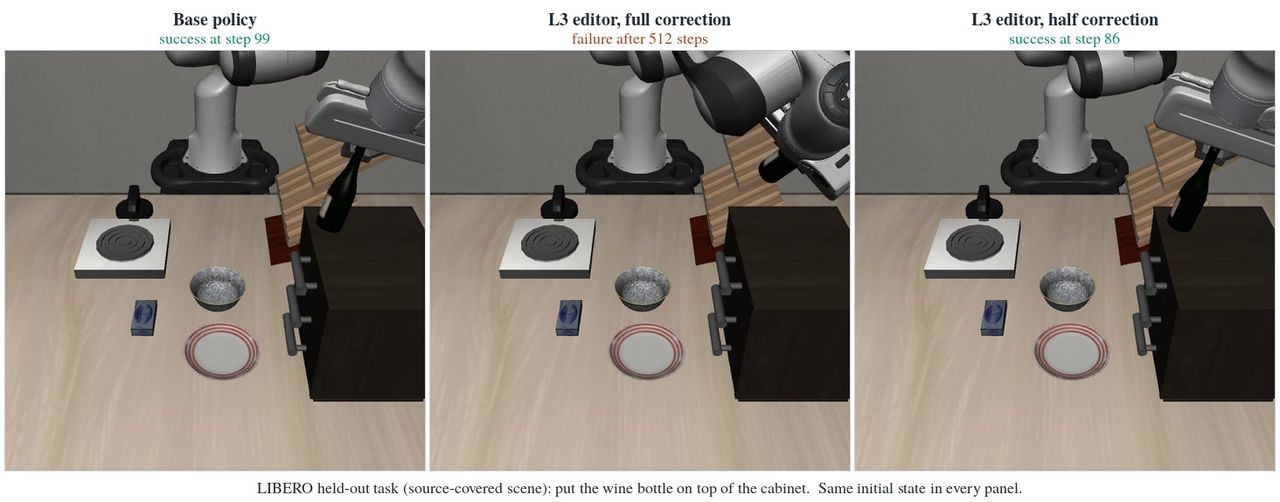 Base policy
success at step 99
L3 editor, full correction
failure after 512 steps
L3 editor, half correction
success at step 86
LIBERO held-out task (source-covered scene): put the wine bottle on top of the cabinet. Same initial state in every panel.